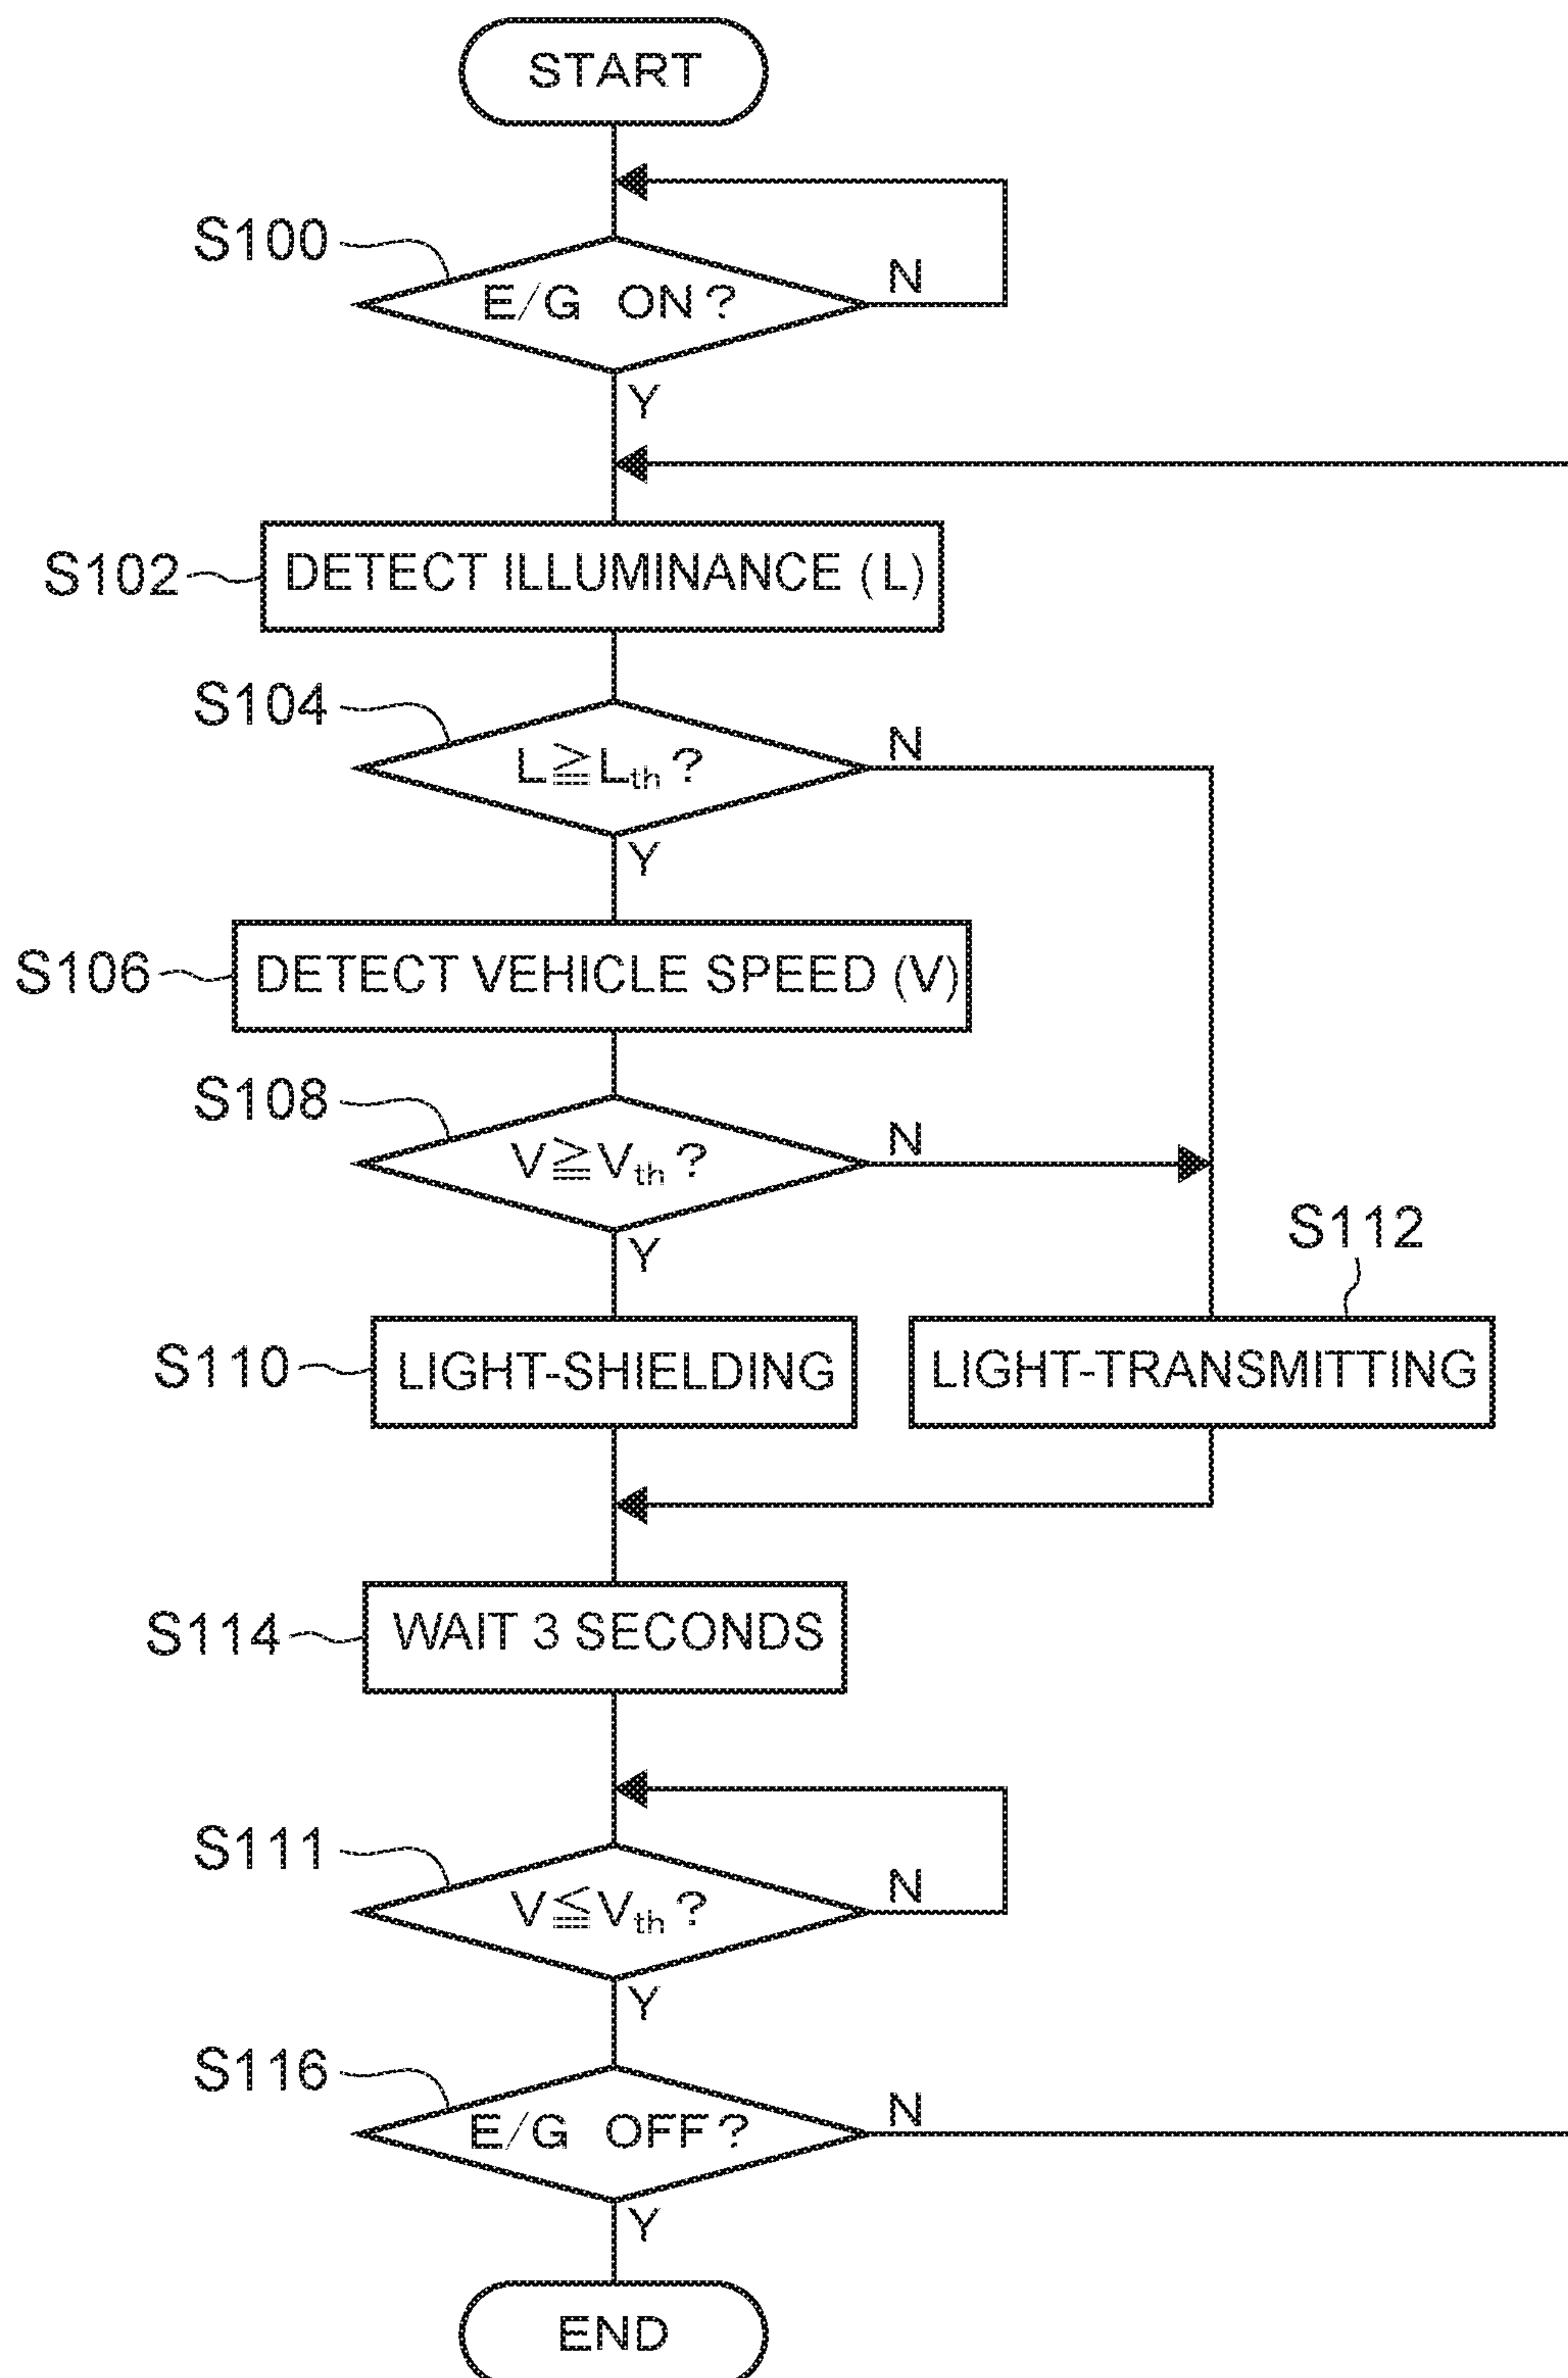 START
S100
E/G ON?
N
Y
S102
DETECT ILLUMINANCE (L)
S104
L≧Lth?
N
Y
S106
DETECT VEHICLE SPEED (V)
S108
V≧Vth?
N
Y
S112
S110
LIGHT-SHIELDING
LIGHT-TRANSMITTING
S114
WAIT 3 SECONDS
S111
V≦Vth?
N
Y
S116
E/G OFF?
N
Y
END